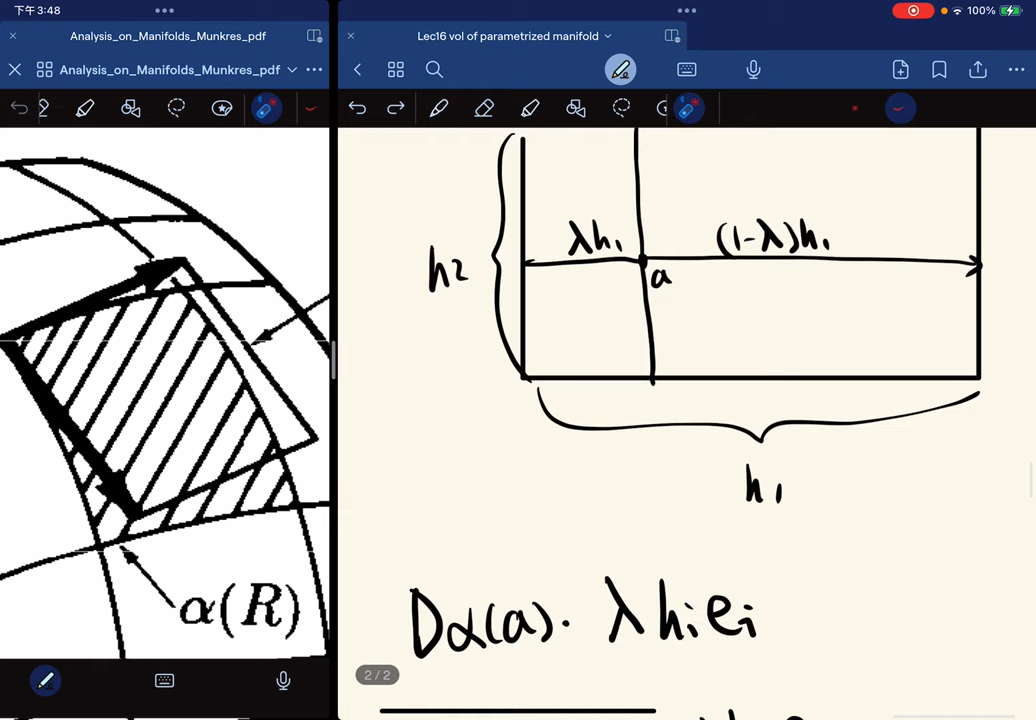 下午3:48
100%
Analysis_on_Manifolds_Munkres_pdf
Lec16 vol of parametrized manifold
Analysis_on_Manifolds_Munkres_pdf
λh₁
(1-λ)h₁
h2
a
h₁
α(R)
Dα(a)· λhᵢeᵢ
2/2